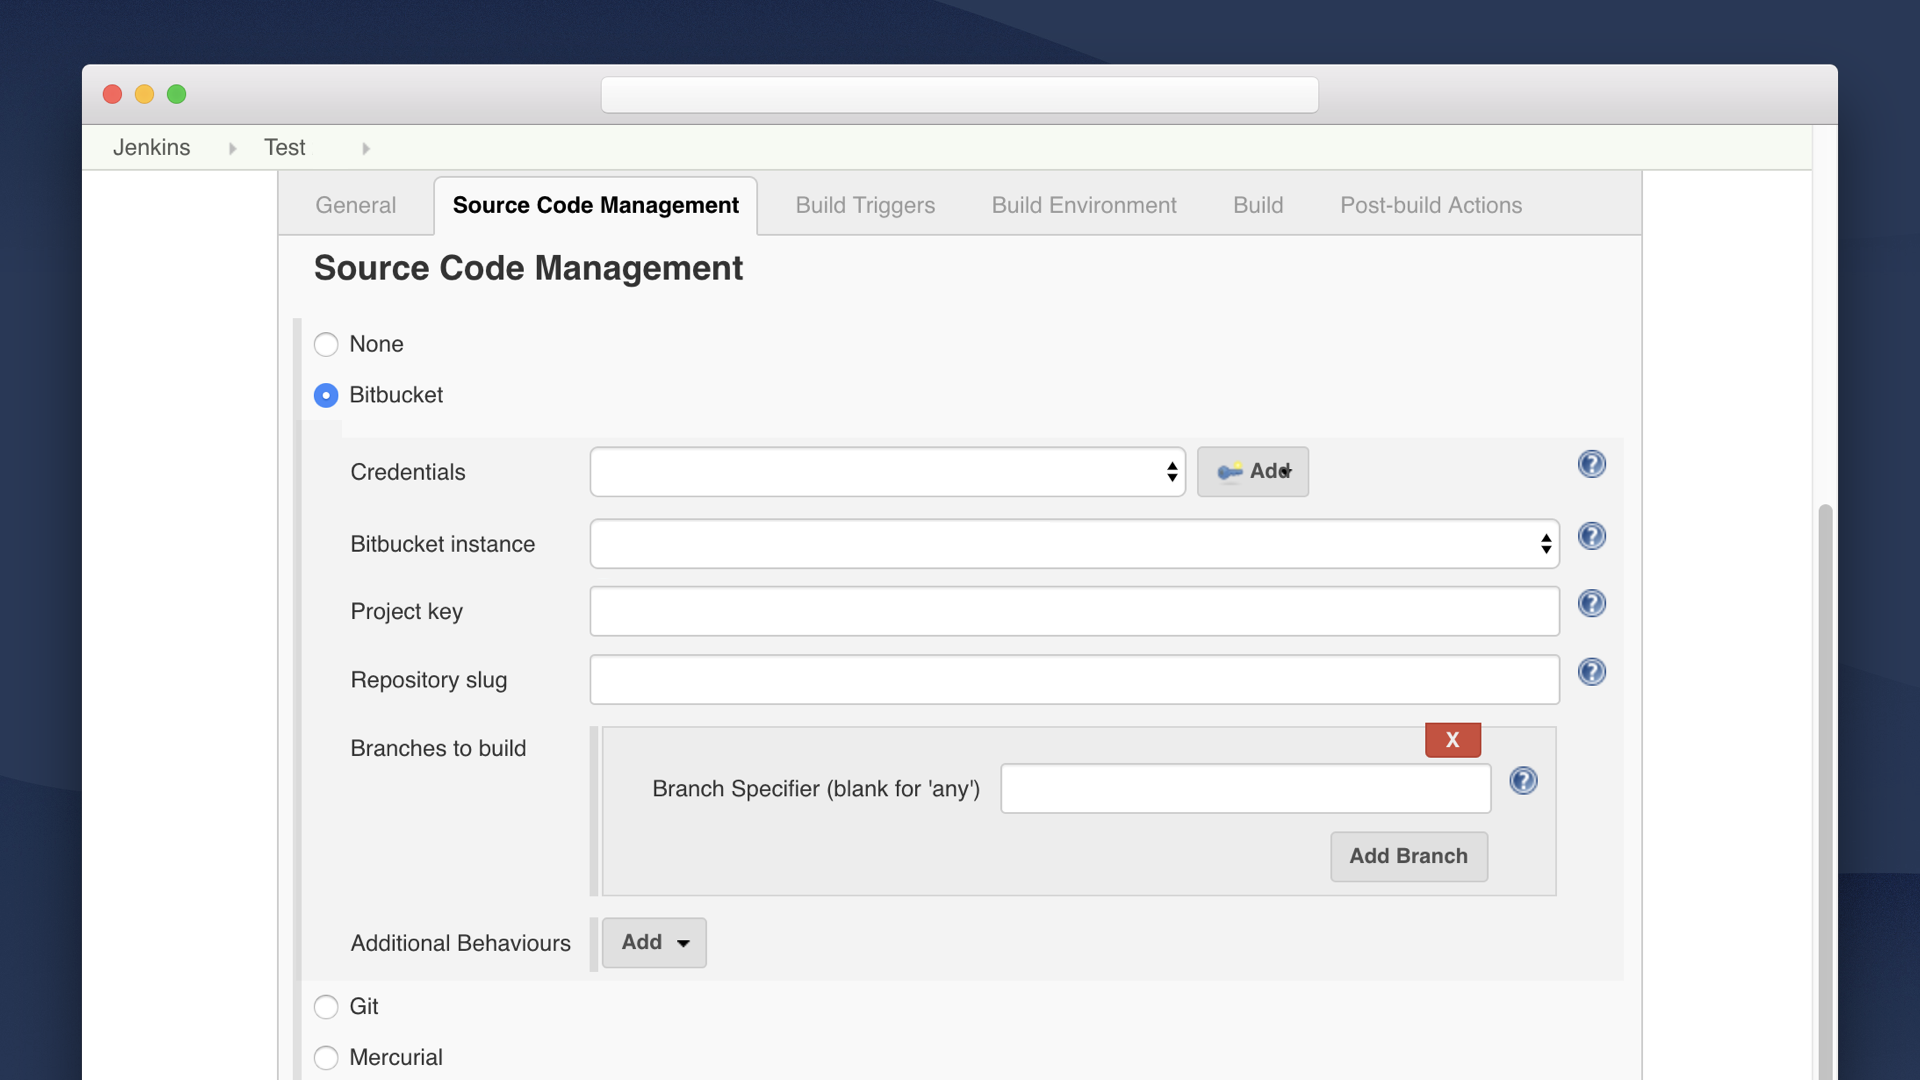 Jenkins Test
General Source Code Management Build Triggers Build Environment Build Post-build Actions
Source Code Management
None
Bitbucket
Credentials Add
Bitbucket instance
Project key
Repository slug
Branches to build X
Branch Specifier (blank for 'any')
Add Branch
Additional Behaviours Add
Git
Mercurial